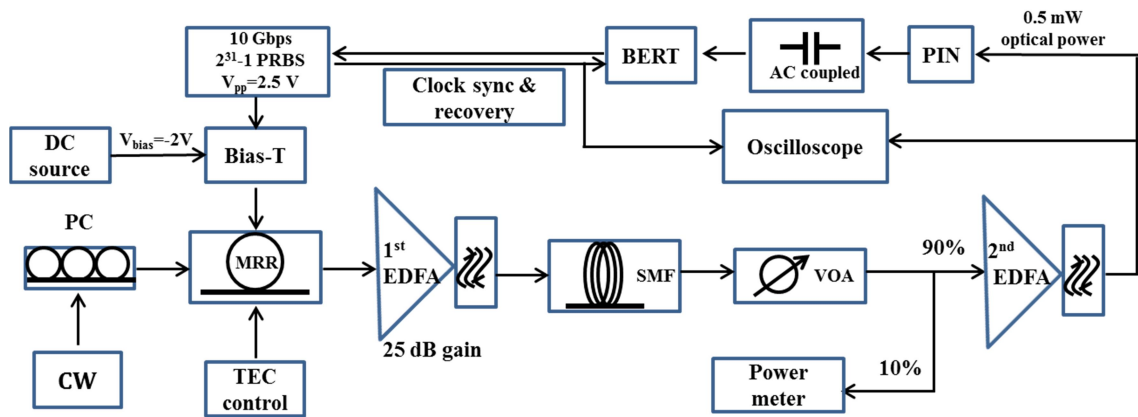 10 Gbps
2³¹-1 PRBS
Vpp=2.5 V
BERT
AC coupled
PIN
0.5 mW
optical power
Clock sync &
recovery
DC
source
Vbias=-2V
Bias-T
Oscilloscope
PC
MRR
1st
EDFA
25 dB gain
SMF
VOA
90%
2nd
EDFA
CW
TEC
control
Power
meter
10%